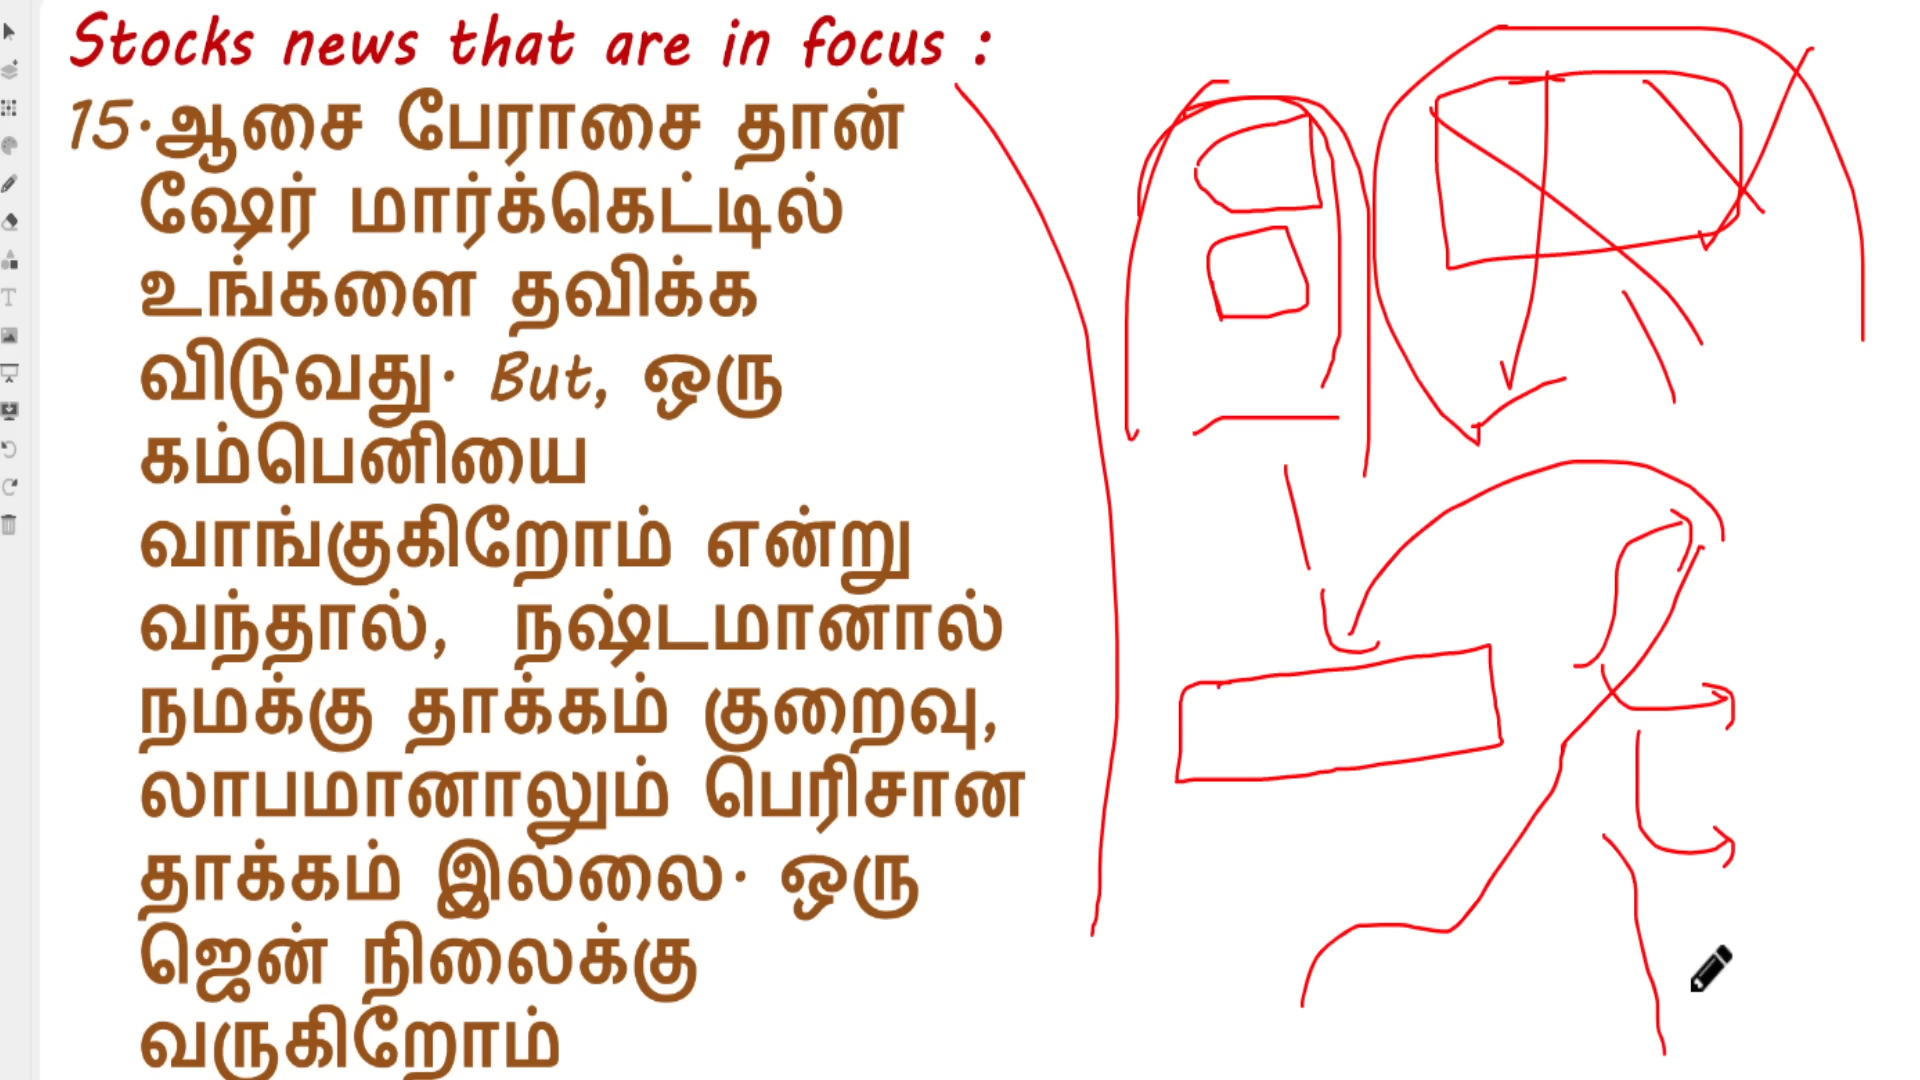 Stocks news that are in focus :
15.ஆசை பேராசை தான்
ஷேர் மார்க்கெட்டில்
உங்களை தவிக்க
விடுவது. But, ஒரு
கம்பெனியை
வாங்குகிறோம் என்று
வந்தால், நஷ்டமானால்
நமக்கு தாக்கம் குறைவு,
லாபமானாலும் பெரிசான
தாக்கம் இல்லை. ஒரு
ஜென் நிலைக்கு
வருகிறோம்